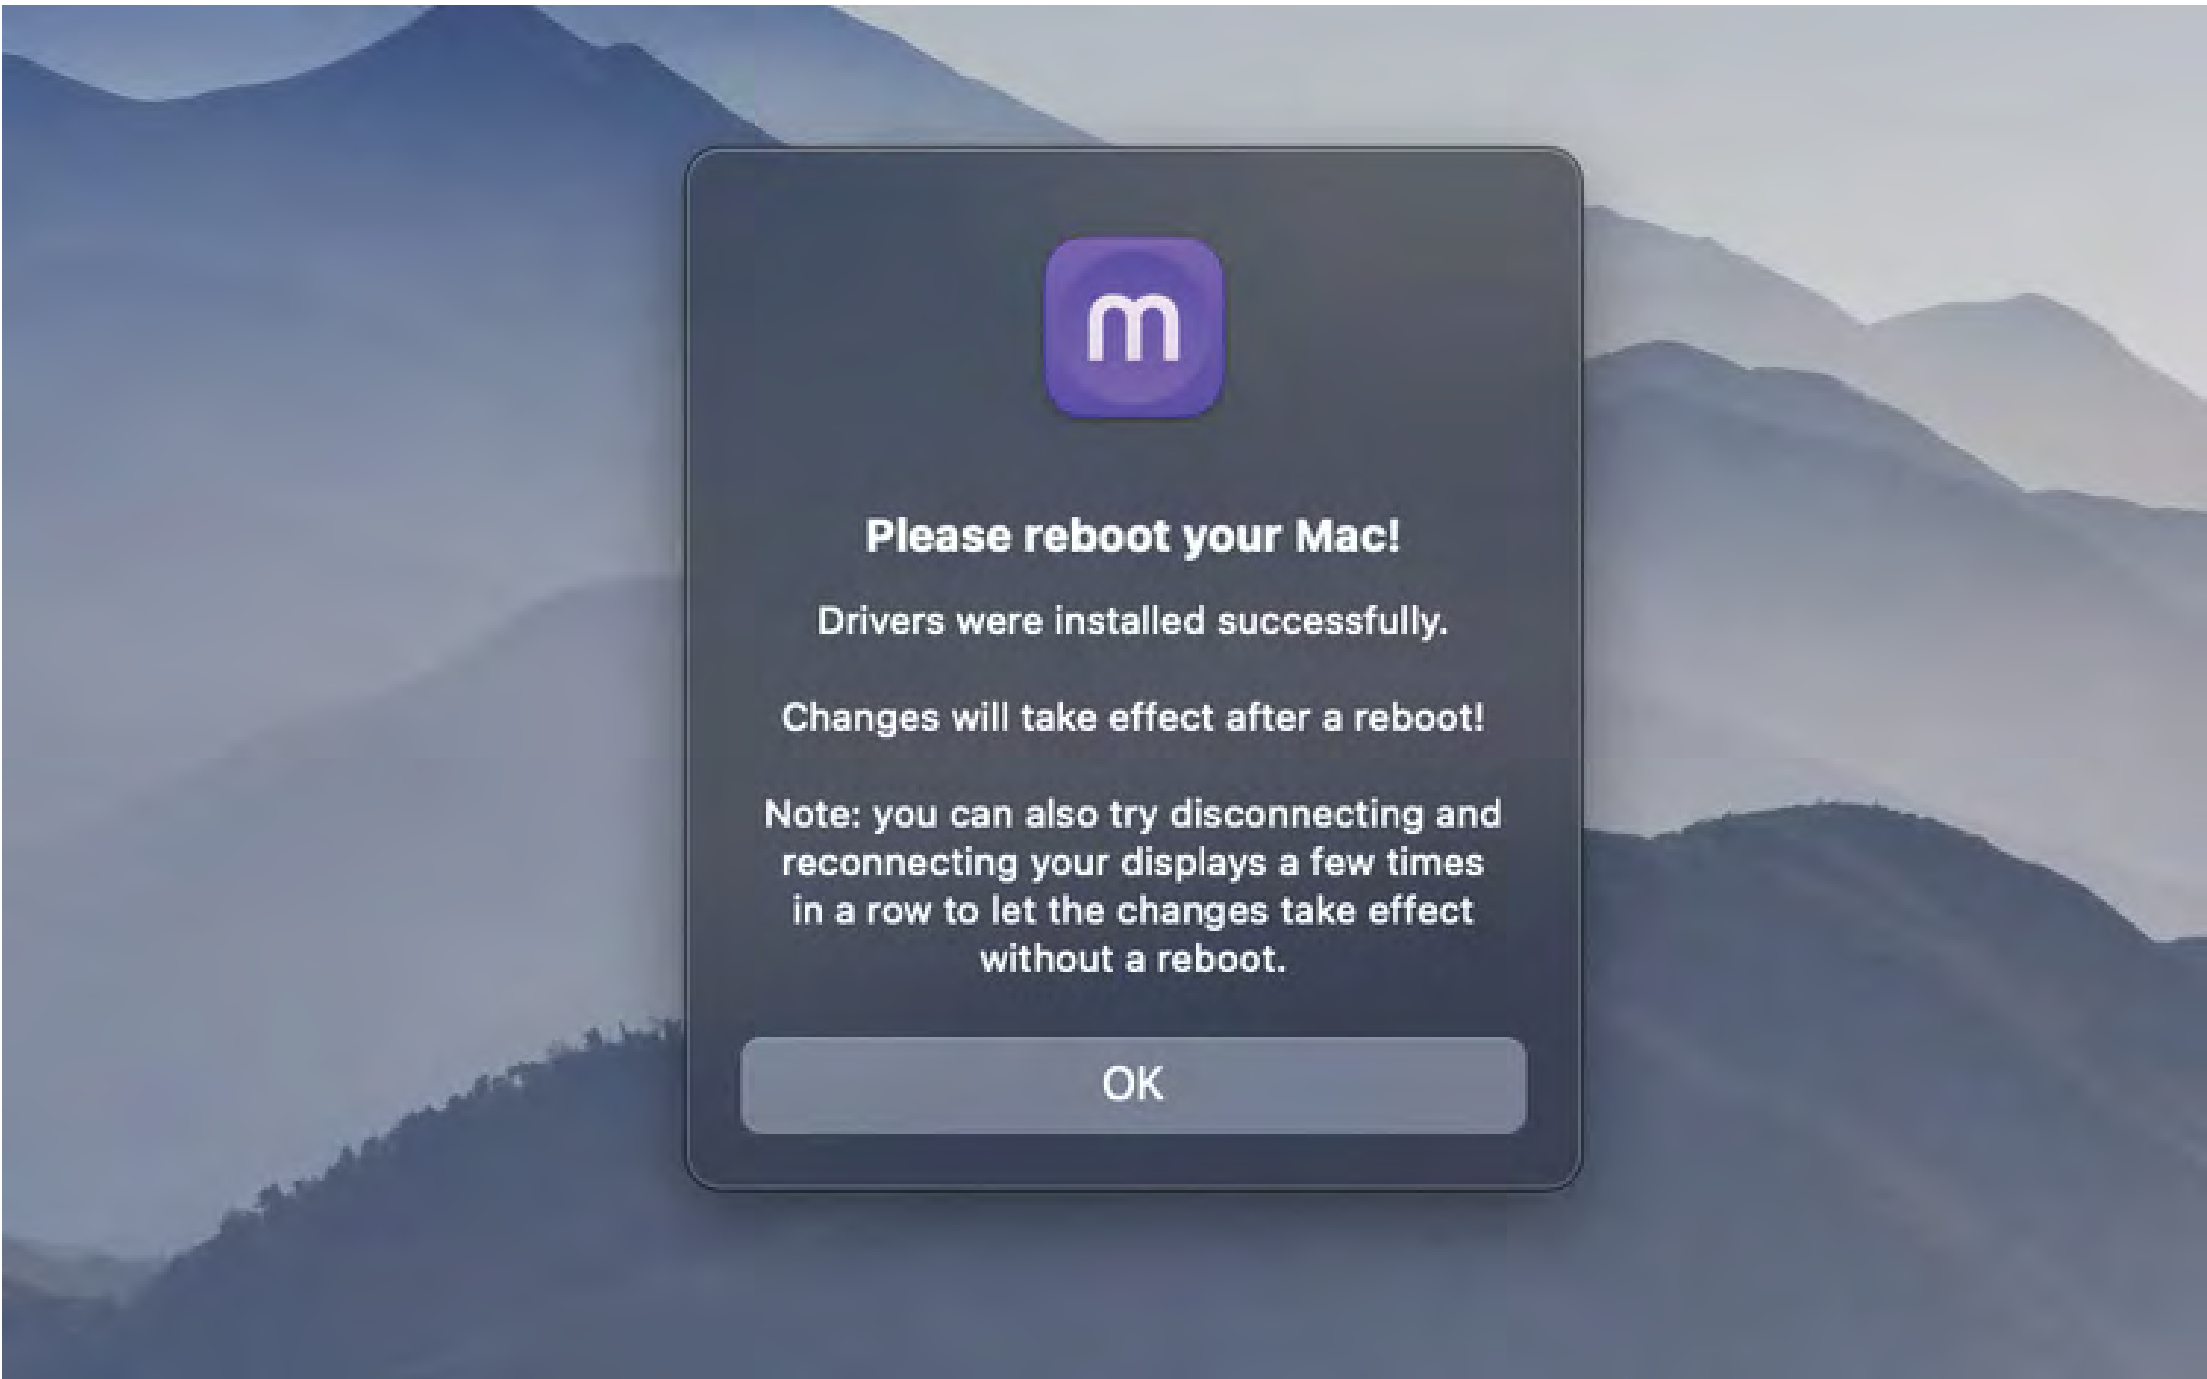 m
Please reboot your Mac!
Drivers were installed successfully.
Changes will take effect after a reboot!
Note: you can also try disconnecting and
reconnecting your displays a few times
in a row to let the changes take effect
without a reboot.
OK